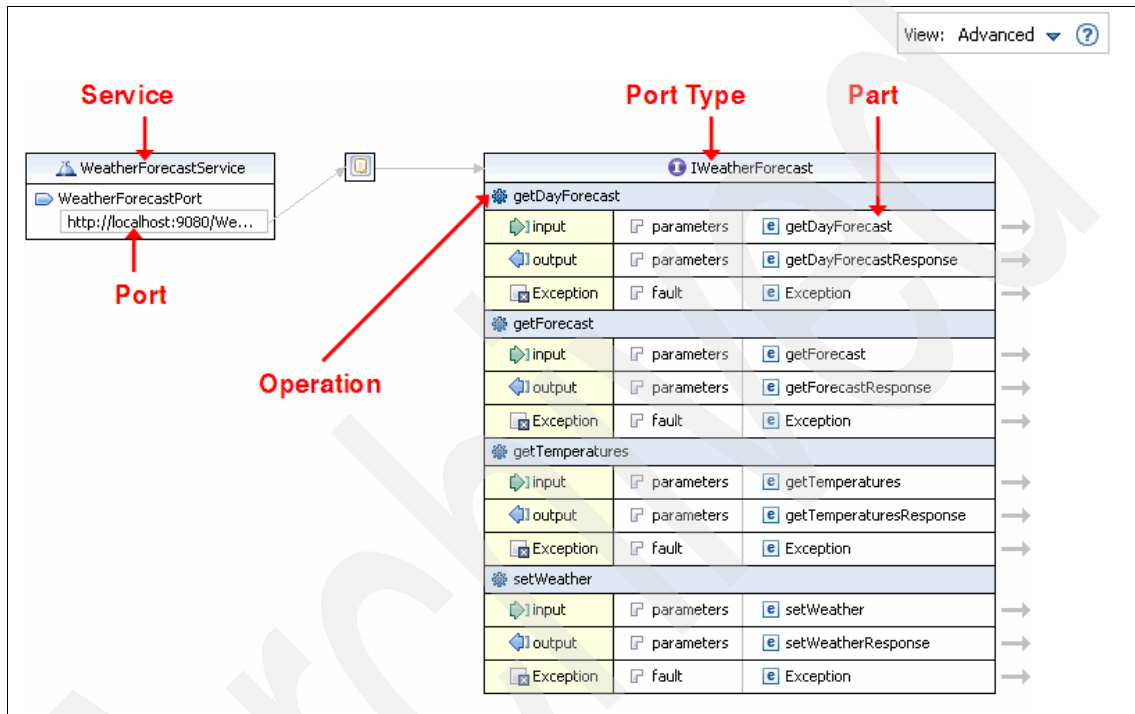 View: Advanced
Service Port Type Part
WeatherForecastService
WeatherForecastPort
http://localhost:9080/We...
Port
Operation
IWeatherForecast
getDayForecast
input parameters getDayForecast
output parameters getDayForecastResponse
Exception fault Exception
getForecast
input parameters getForecast
output parameters getForecastResponse
Exception fault Exception
getTemperatures
input parameters getTemperatures
output parameters getTemperaturesResponse
Exception fault Exception
setWeather
input parameters setWeather
output parameters setWeatherResponse
Exception fault Exception
Archived